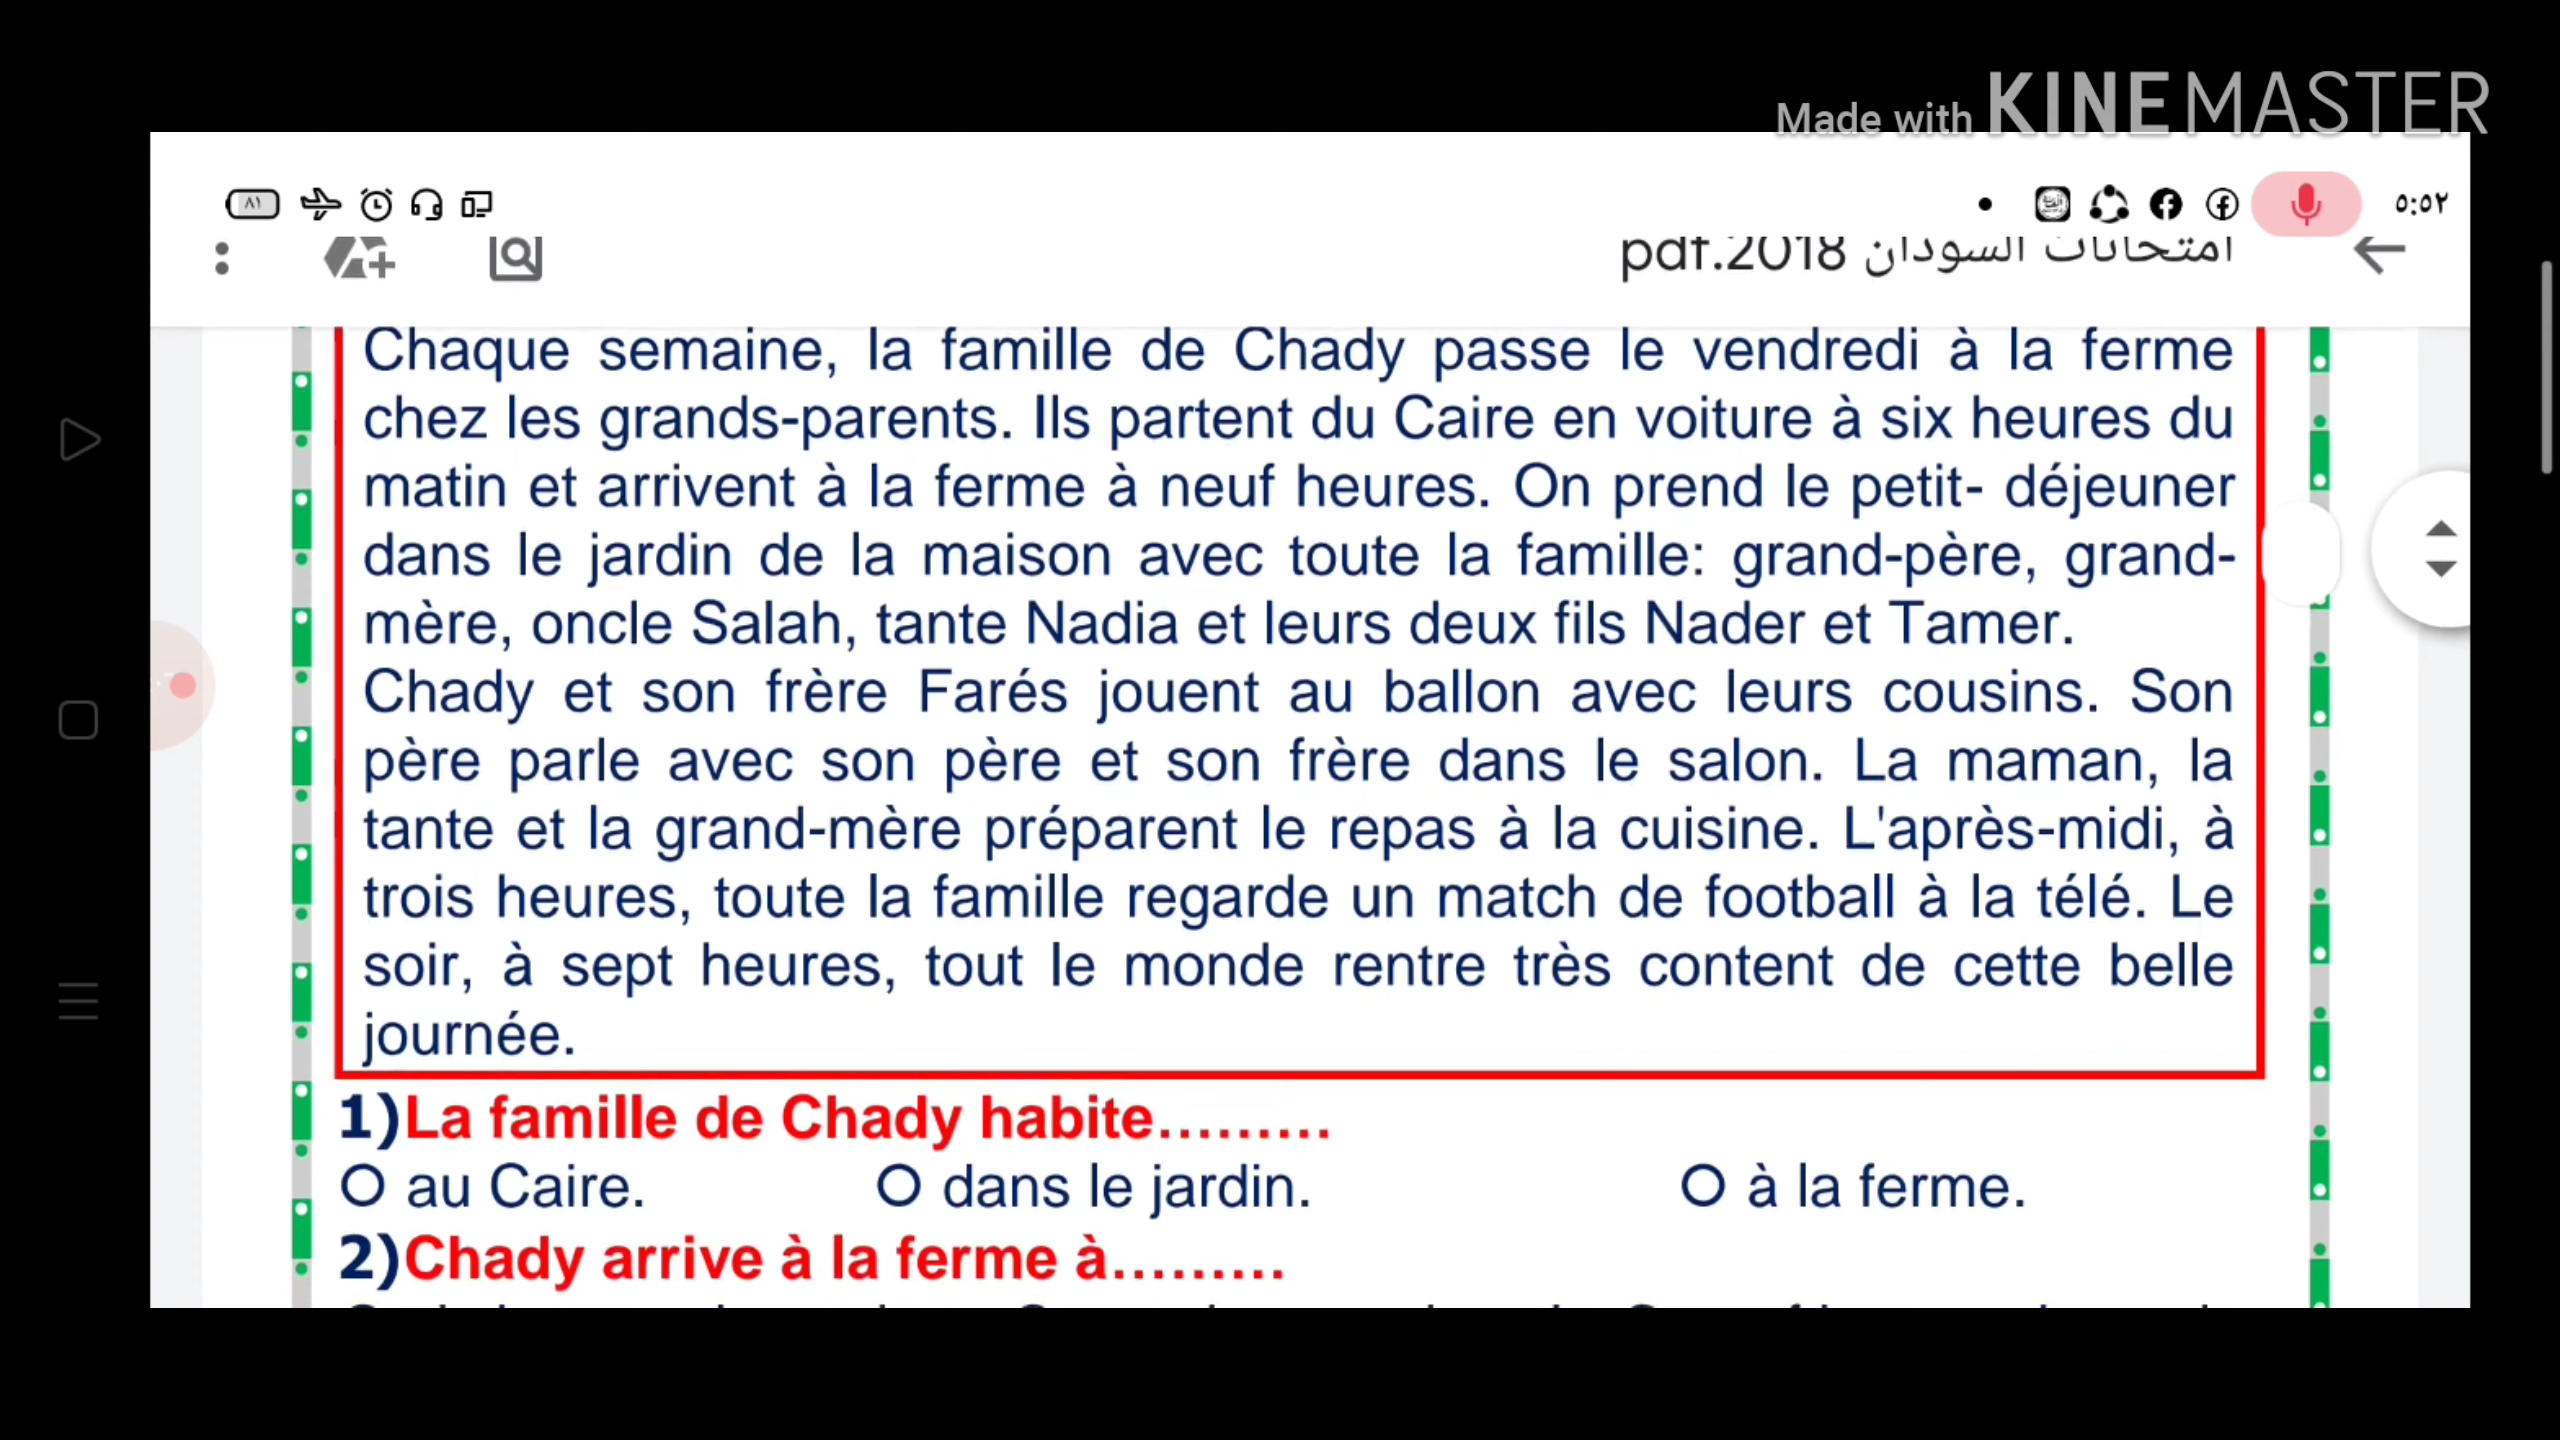 Made with KINEMASTER
٨١
٥:٥٢
امتحانات السودان 2018.pdf
Chaque semaine, la famille de Chady passe le vendredi à la ferme
chez les grands-parents. Ils partent du Caire en voiture à six heures du
matin et arrivent à la ferme à neuf heures. On prend le petit- déjeuner
dans le jardin de la maison avec toute la famille: grand-père, grand-
mère, oncle Salah, tante Nadia et leurs deux fils Nader et Tamer.
Chady et son frère Farés jouent au ballon avec leurs cousins. Son
père parle avec son père et son frère dans le salon. La maman, la
tante et la grand-mère préparent le repas à la cuisine. L'après-midi, à
trois heures, toute la famille regarde un match de football à la télé. Le
soir, à sept heures, tout le monde rentre très content de cette belle
journée.
1)La famille de Chady habite.........
O au Caire. O dans le jardin. O à la ferme.
2)Chady arrive à la ferme à.........